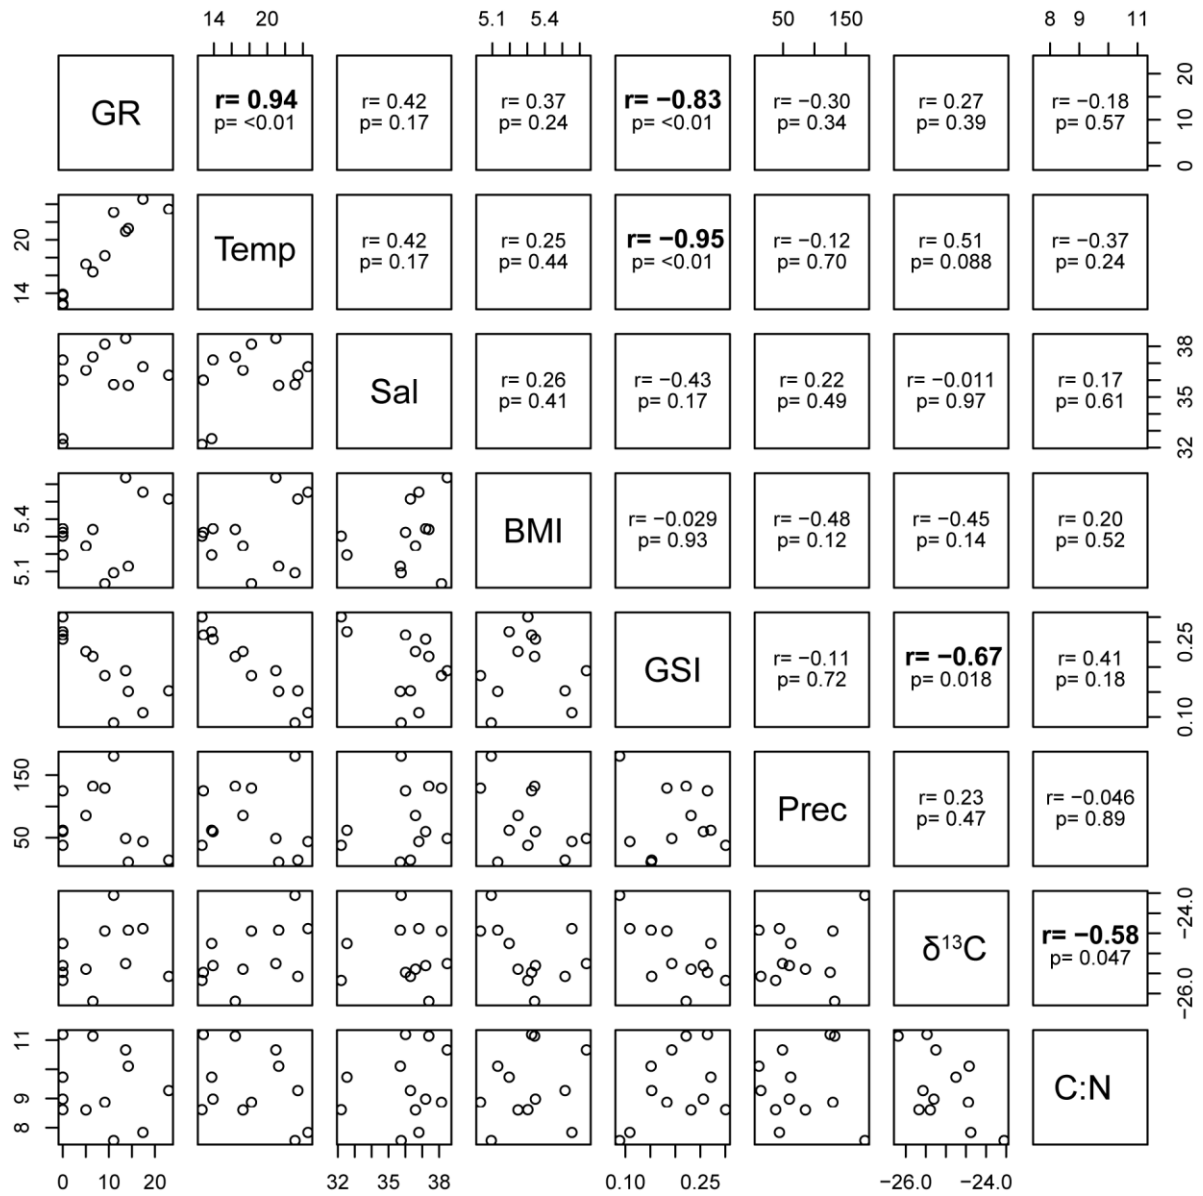 14 20 5.1 5.4 50 150 8 9 11
GR
r= 0.94
p= <0.01
r= 0.42
p= 0.17
r= 0.37
p= 0.24
r= −0.83
p= <0.01
r= −0.30
p= 0.34
r= 0.27
p= 0.39
r= −0.18
p= 0.57
0 10 20
14 20
Temp
r= 0.42
p= 0.17
r= 0.25
p= 0.44
r= −0.95
p= <0.01
r= −0.12
p= 0.70
r= 0.51
p= 0.088
r= −0.37
p= 0.24
Sal
r= 0.26
p= 0.41
r= −0.43
p= 0.17
r= 0.22
p= 0.49
r= −0.011
p= 0.97
r= 0.17
p= 0.61
32 35 38
5.1 5.4
BMI
r= −0.029
p= 0.93
r= −0.48
p= 0.12
r= −0.45
p= 0.14
r= 0.20
p= 0.52
GSI
r= −0.11
p= 0.72
r= −0.67
p= 0.018
r= 0.41
p= 0.18
0.10 0.25
50 150
Prec
r= 0.23
p= 0.47
r= −0.046
p= 0.89
δ¹³C
r= −0.58
p= 0.047
−26.0 −24.0
8 9 11
C:N
0 10 20 32 35 38 0.10 0.25 −26.0 −24.0